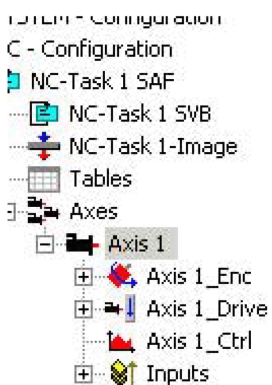 SYSTEM - Configuration
C - Configuration
NC-Task 1 SAF
NC-Task 1 SVB
NC-Task 1-Image
Tables
Axes
Axis 1
Axis 1_Enc
Axis 1_Drive
Axis 1_Ctrl
Inputs